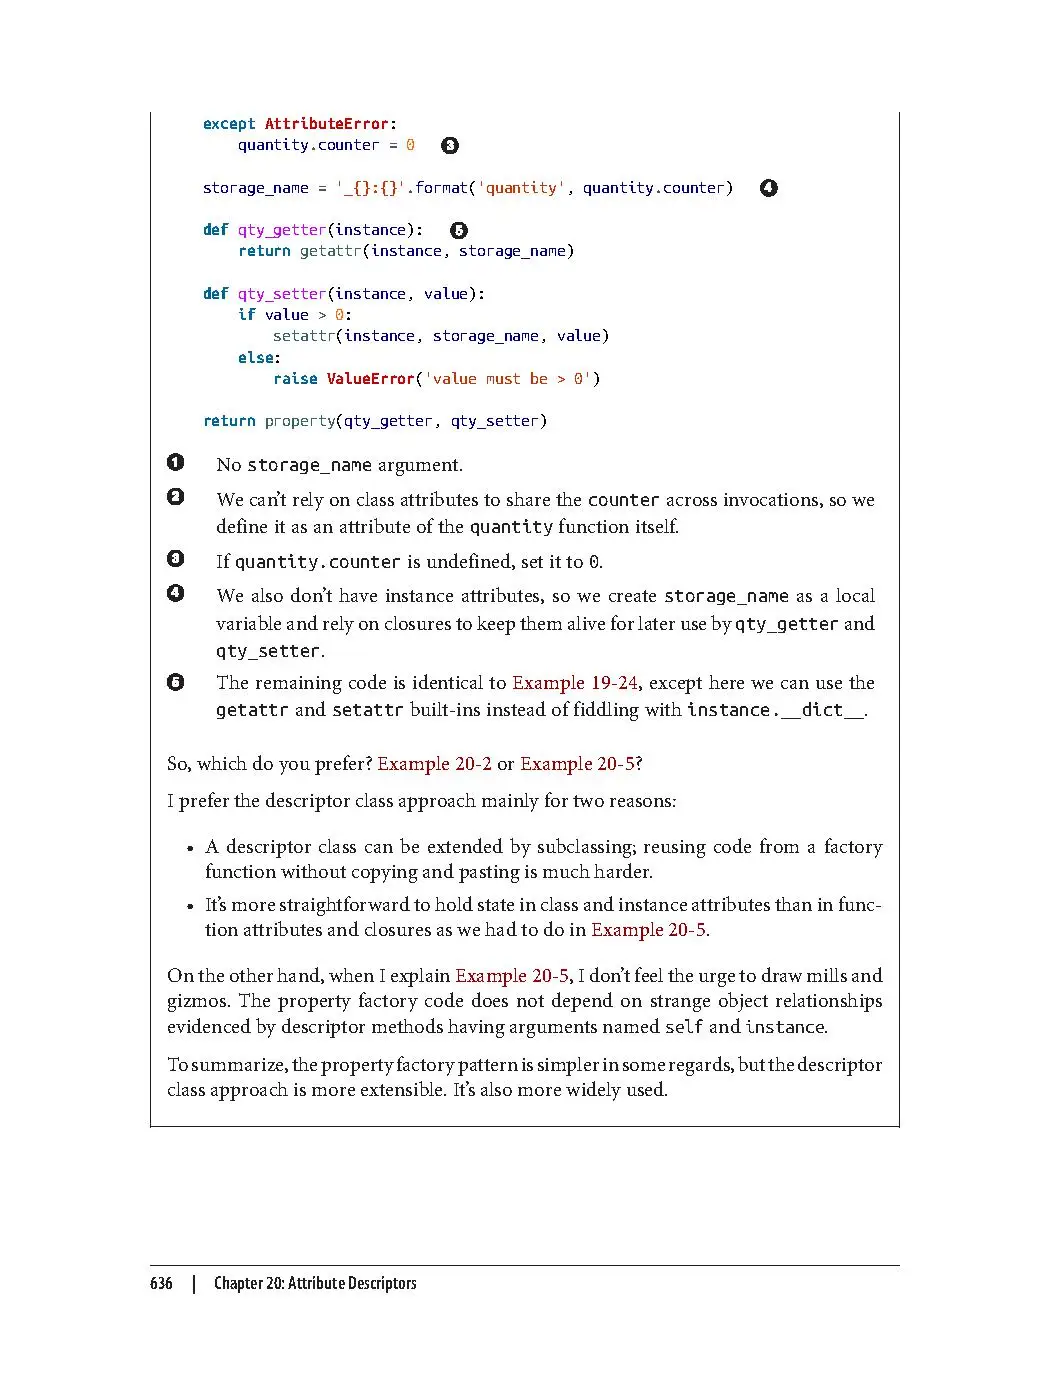 except AttributeError:
quantity.counter = 0 ❸
storage_name = '_{}:{}'.format('quantity', quantity.counter) ❹
def qty_getter(instance): ❺
return getattr(instance, storage_name)
def qty_setter(instance, value):
if value > 0:
setattr(instance, storage_name, value)
else:
raise ValueError('value must be > 0')
return property(qty_getter, qty_setter)
❶ No storage_name argument.
❷ We can’t rely on class attributes to share the counter across invocations, so we
define it as an attribute of the quantity function itself.
❸ If quantity.counter is undefined, set it to 0.
❹ We also don’t have instance attributes, so we create storage_name as a local
variable and rely on closures to keep them alive for later use by qty_getter and
qty_setter.
❺ The remaining code is identical to Example 19-24, except here we can use the
getattr and setattr built-ins instead of fiddling with instance.__dict__.
So, which do you prefer? Example 20-2 or Example 20-5?
I prefer the descriptor class approach mainly for two reasons:
• A descriptor class can be extended by subclassing; reusing code from a factory
function without copying and pasting is much harder.
• It’s more straightforward to hold state in class and instance attributes than in func-
tion attributes and closures as we had to do in Example 20-5.
On the other hand, when I explain Example 20-5, I don’t feel the urge to draw mills and
gizmos. The property factory code does not depend on strange object relationships
evidenced by descriptor methods having arguments named self and instance.
To summarize, the property factory pattern is simpler in some regards, but the descriptor
class approach is more extensible. It’s also more widely used.
636 | Chapter 20: Attribute Descriptors